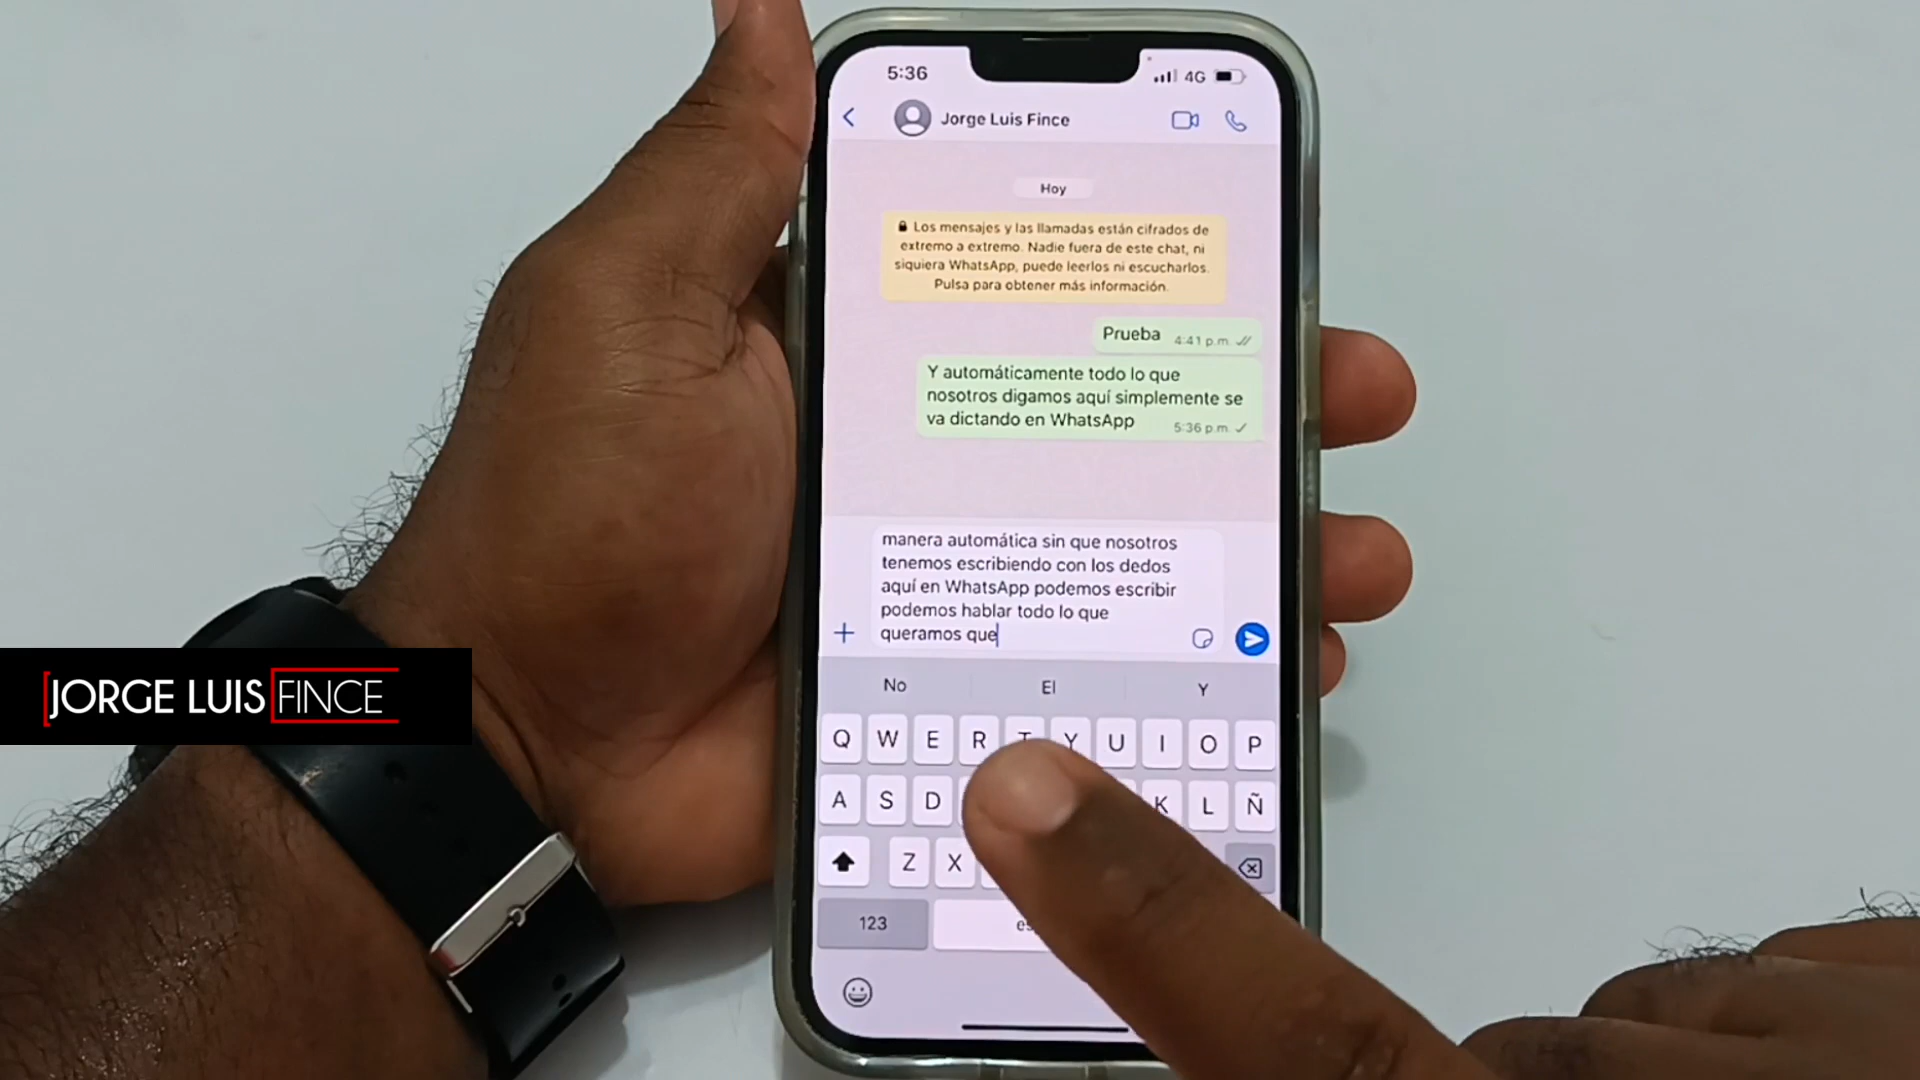 5:36
4G
Jorge Luis Fince
Hoy
Los mensajes y las llamadas están cifrados de
extremo a extremo. Nadie fuera de este chat, ni
siquiera WhatsApp, puede leerlos ni escucharlos.
Pulsa para obtener más información.
Prueba 4:41 p.m.
Y automáticamente todo lo que
nosotros digamos aquí simplemente se
va dictando en WhatsApp 5:36 p.m.
manera automática sin que nosotros
tenemos escribiendo con los dedos
aquí en WhatsApp podemos escribir
podemos hablar todo lo que
queramos que
No El Y
Q W E R T Y U I O P
A S D K L Ñ
Z X
123
JORGE LUIS FINCE